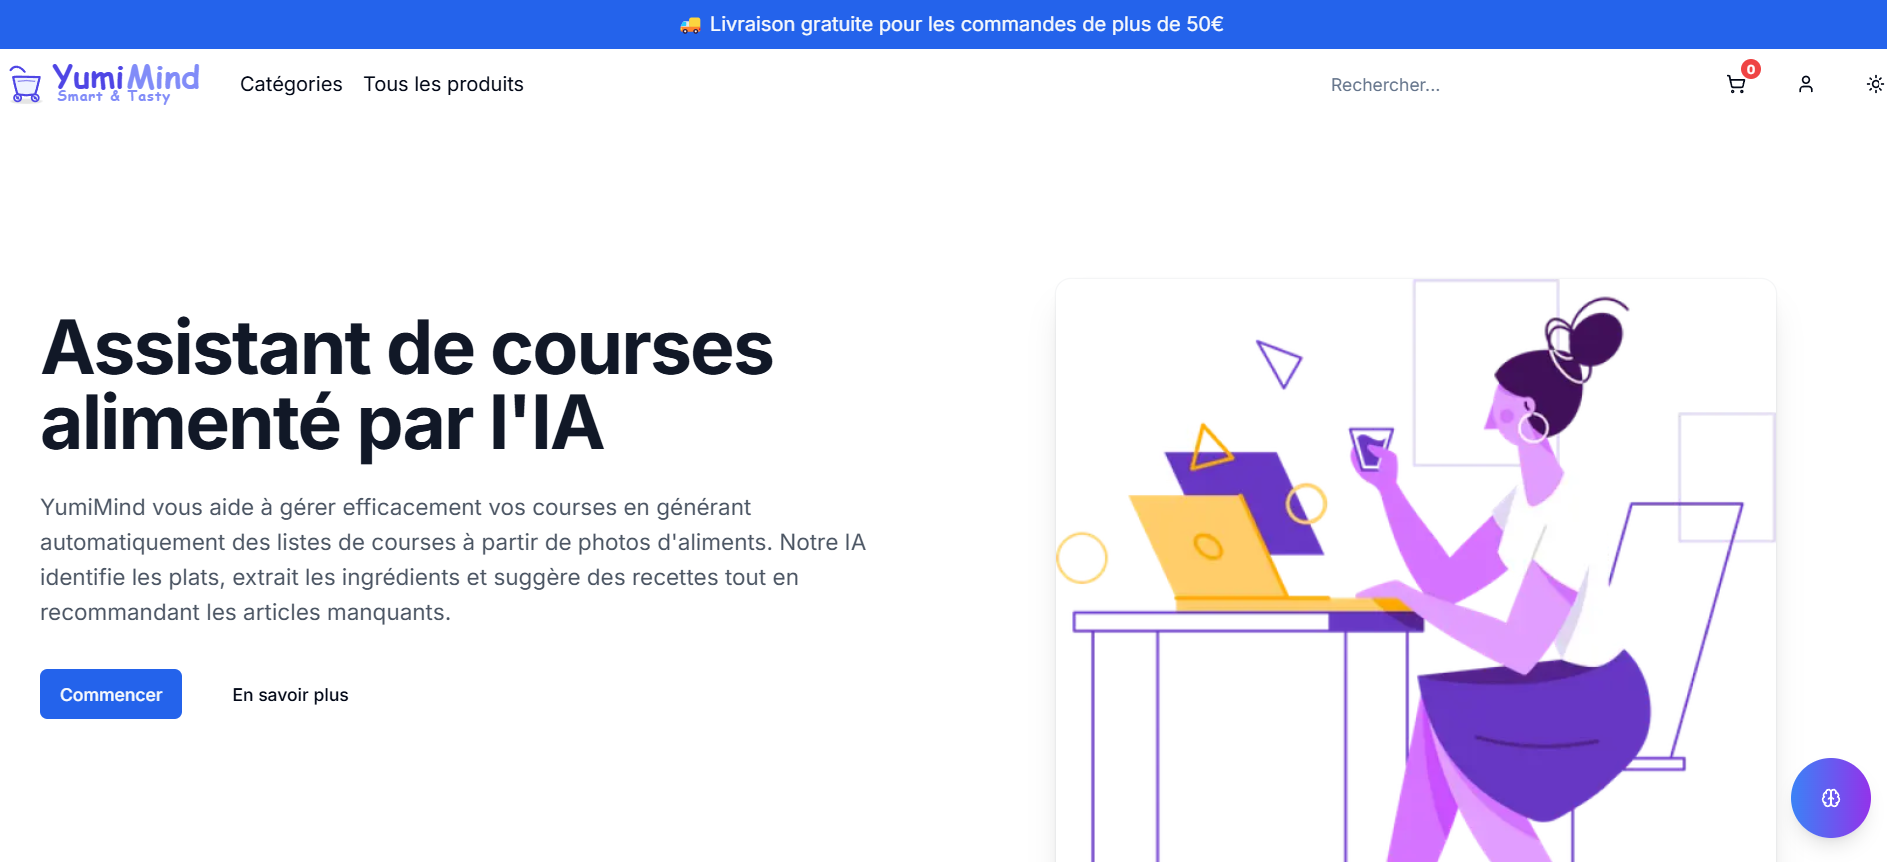 🚚 Livraison gratuite pour les commandes de plus de 50€
YumiMind
Smart & Tasty
Catégories Tous les produits
Rechercher...
0
Assistant de courses
alimenté par l'IA
YumiMind vous aide à gérer efficacement vos courses en générant
automatiquement des listes de courses à partir de photos d'aliments. Notre IA
identifie les plats, extrait les ingrédients et suggère des recettes tout en
recommandant les articles manquants.
Commencer En savoir plus